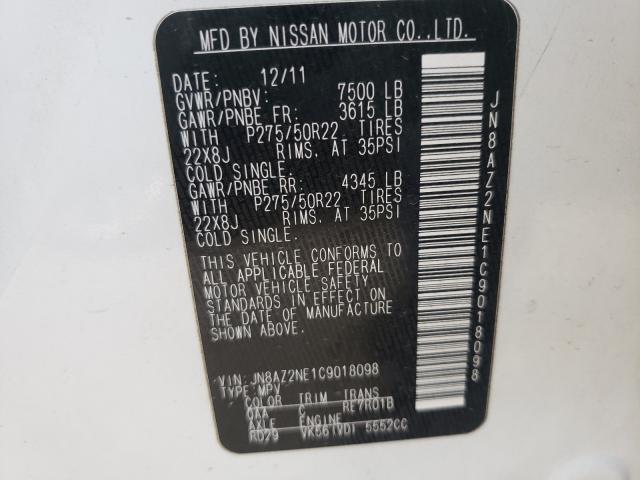 MFD BY NISSAN MOTOR CO.,LTD.
DATE: 12/11
GVWR/PNBV: 7500 LB
GAWR/PNBE FR: 3615 LB
WITH P275/50R22 TIRES
22X8J RIMS, AT 35PSI
COLD SINGLE.
GAWR/PNBE RR: 4345 LB
WITH P275/50R22 TIRES
22X8J RIMS, AT 35PSI
COLD SINGLE.
THIS VEHICLE CONFORMS TO
ALL APPLICABLE FEDERAL
MOTOR VEHICLE SAFETY
STANDARDS IN EFFECT ON
THE DATE OF MANUFACTURE
SHOWN ABOVE.
VIN: JN8AZ2NE1C9018098
TYPE:MPV
COLOR TRIM TRANS
QAA C RE7R01B
AXLE ENGINE
RD29 VK56(VD) 5552CC
JN8AZ2NE1C9018098